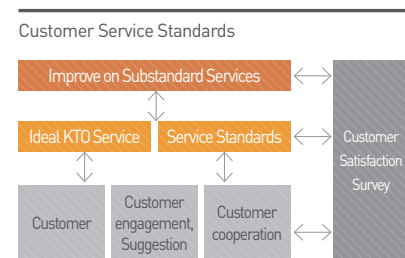 Customer Service Standards
Improve on Substandard Services
Ideal KTO Service
Service Standards
Customer
Satisfaction
Survey
Customer
Customer
engagement,
Suggestion
Customer
cooperation